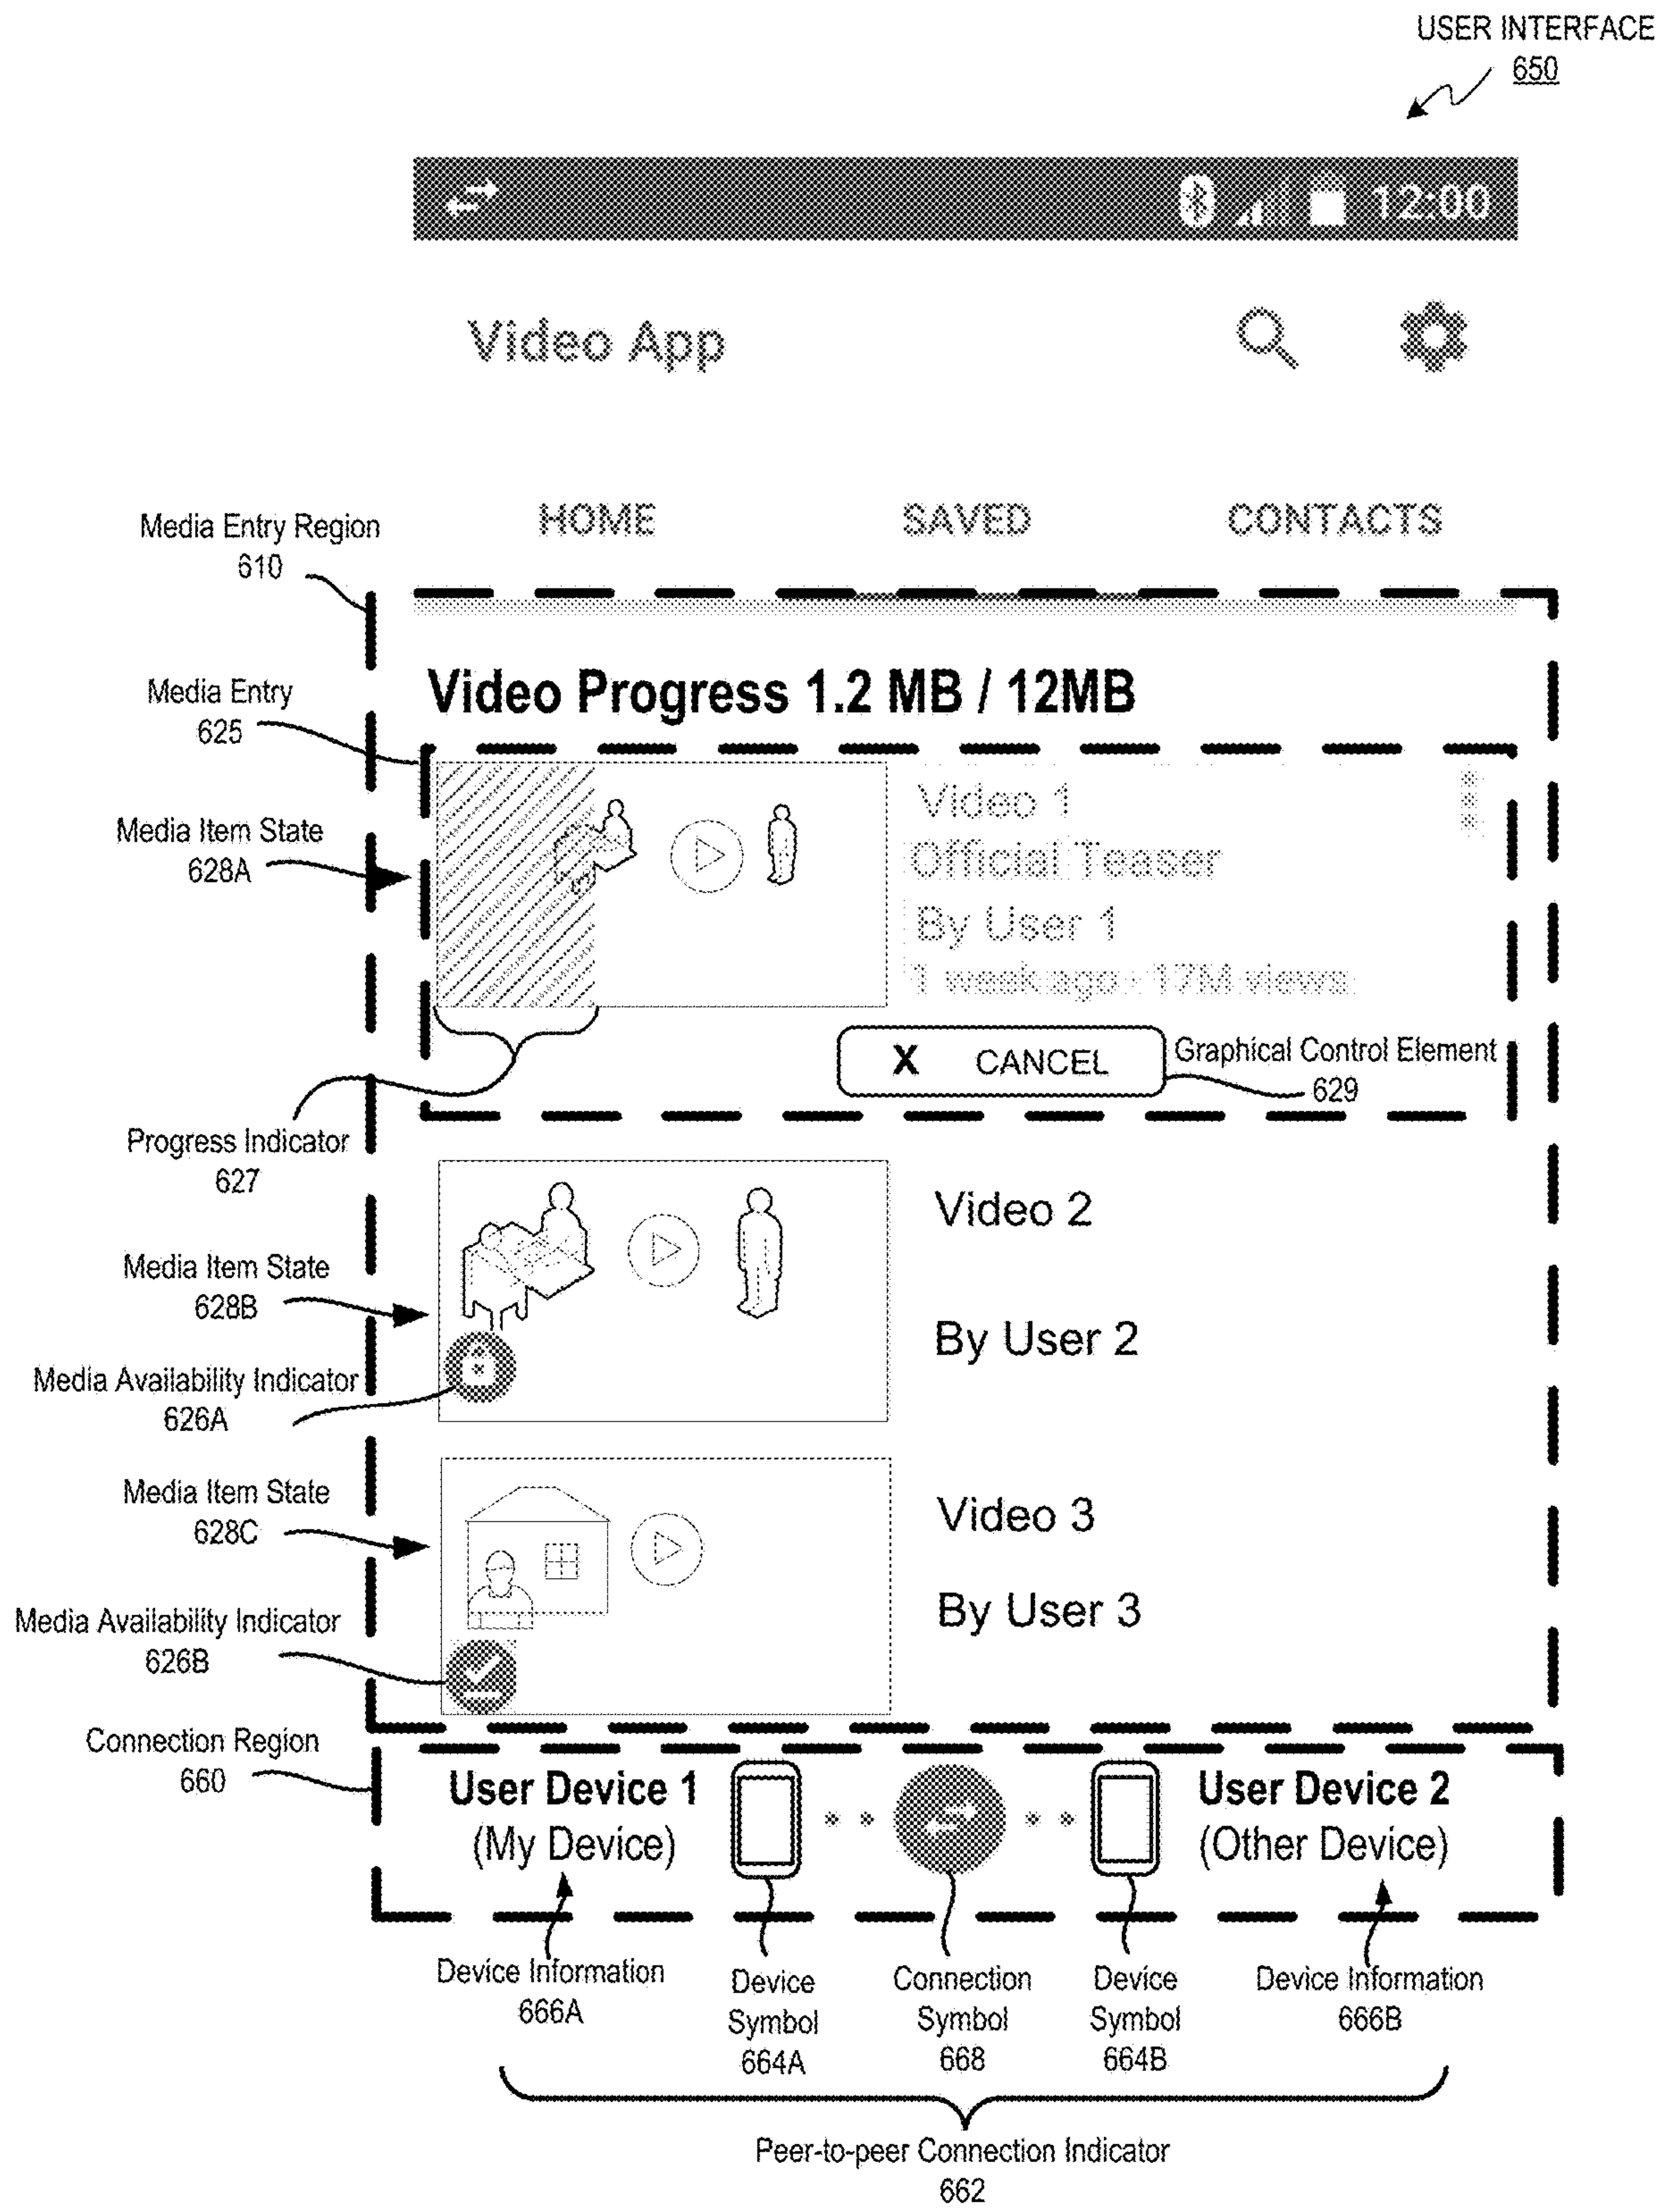 USER INTERFACE
650
12:00
Video App
HOME
SAVED
CONTACTS
Media Entry Region
610
Video Progress 1.2 MB / 12MB
Media Entry
625
Video 1
Official Teaser
By User 1
1 week ago · 17M views
Media Item State
628A
X CANCEL
Graphical Control Element
629
Progress Indicator
627
Video 2
By User 2
Media Item State
628B
Media Availability Indicator
626A
Media Item State
628C
Video 3
By User 3
Media Availability Indicator
626B
Connection Region
660
User Device 1
(My Device)
User Device 2
(Other Device)
Device Information
666A
Device
Symbol
664A
Connection
Symbol
668
Device
Symbol
664B
Device Information
666B
Peer-to-peer Connection Indicator
662